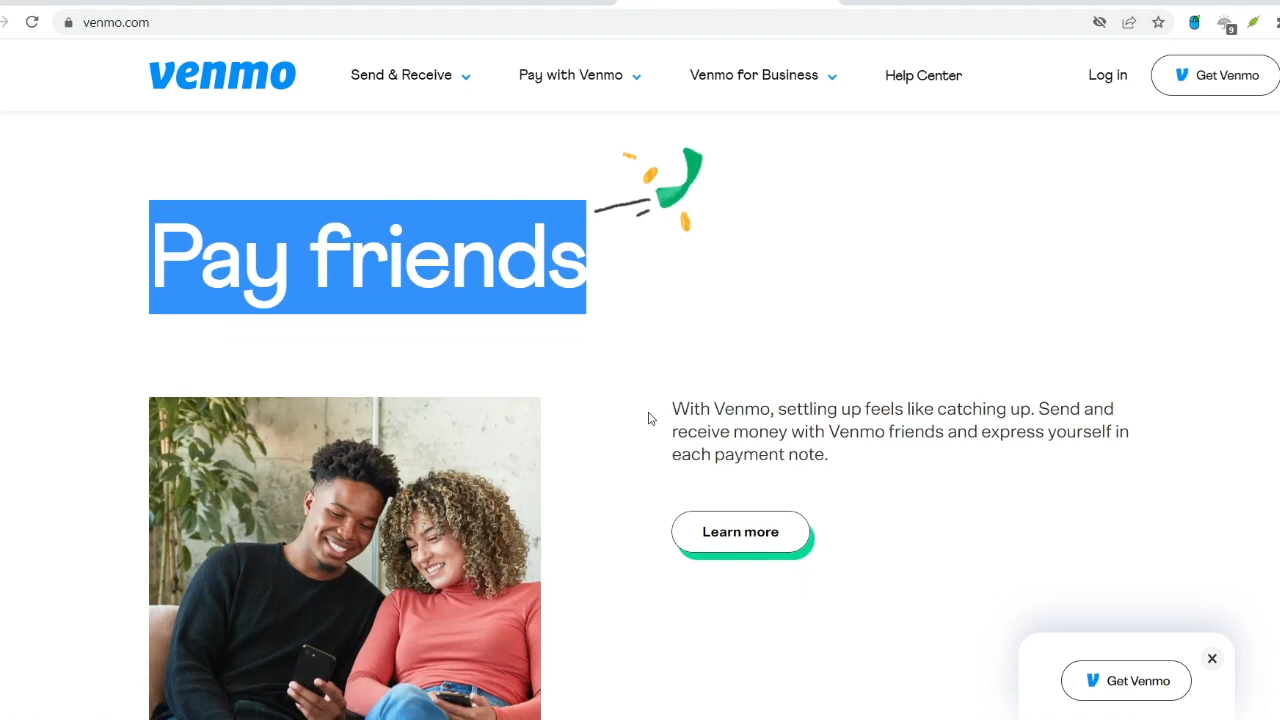 venmo.com
9
venmo
Send & Receive
Pay with Venmo
Venmo for Business
Help Center
Log in
Get Venmo
Pay friends
With Venmo, settling up feels like catching up. Send and
receive money with Venmo friends and express yourself in
each payment note.
Learn more
Get Venmo